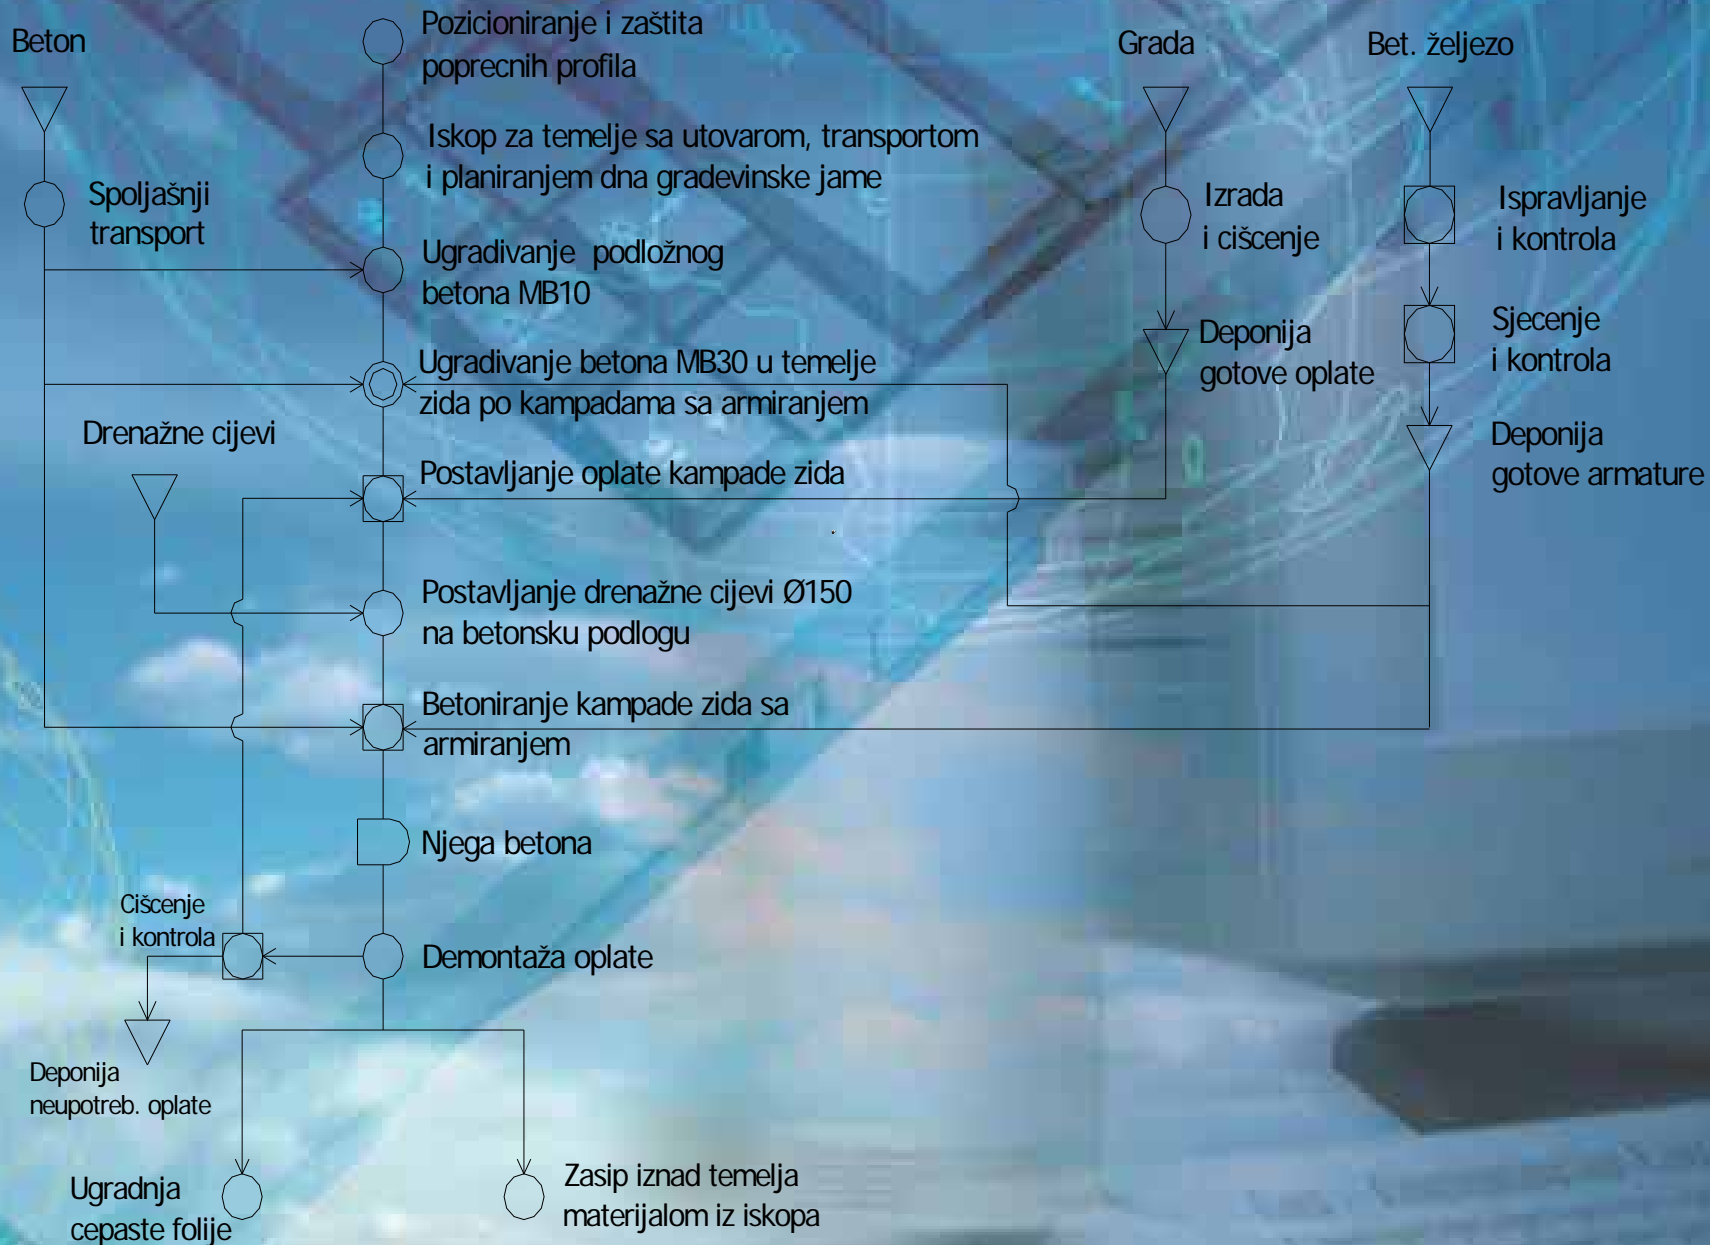 Beton
Pozicioniranje i zaštita
poprecnih profila
Grada
Bet. željezo
Iskop za temelje sa utovarom, transportom
i planiranjem dna gradevinske jame
Spoljašnji
transport
Izrada
i cišcenje
Ispravljanje
i kontrola
Ugradivanje podložnog
betona MB10
Deponija
gotove oplate
Sjecenje
i kontrola
Ugradivanje betona MB30 u temelje
zida po kampadama sa armiranjem
Drenažne cijevi
Deponija
gotove armature
Postavljanje oplate kampade zida
Postavljanje drenažne cijevi Ø150
na betonsku podlogu
Betoniranje kampade zida sa
armiranjem
Njega betona
Cišcenje
i kontrola
Demontaža oplate
Deponija
neupotreb. oplate
Ugradnja
cepaste folije
Zasip iznad temelja
materijalom iz iskopa